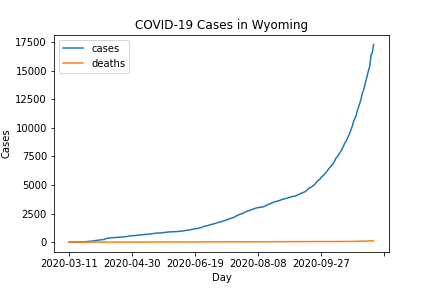 COVID-19 Cases in Wyoming
17500
15000
12500
10000
7500
5000
2500
0
Cases
cases
deaths
2020-03-11 2020-04-30 2020-06-19 2020-08-08 2020-09-27
Day